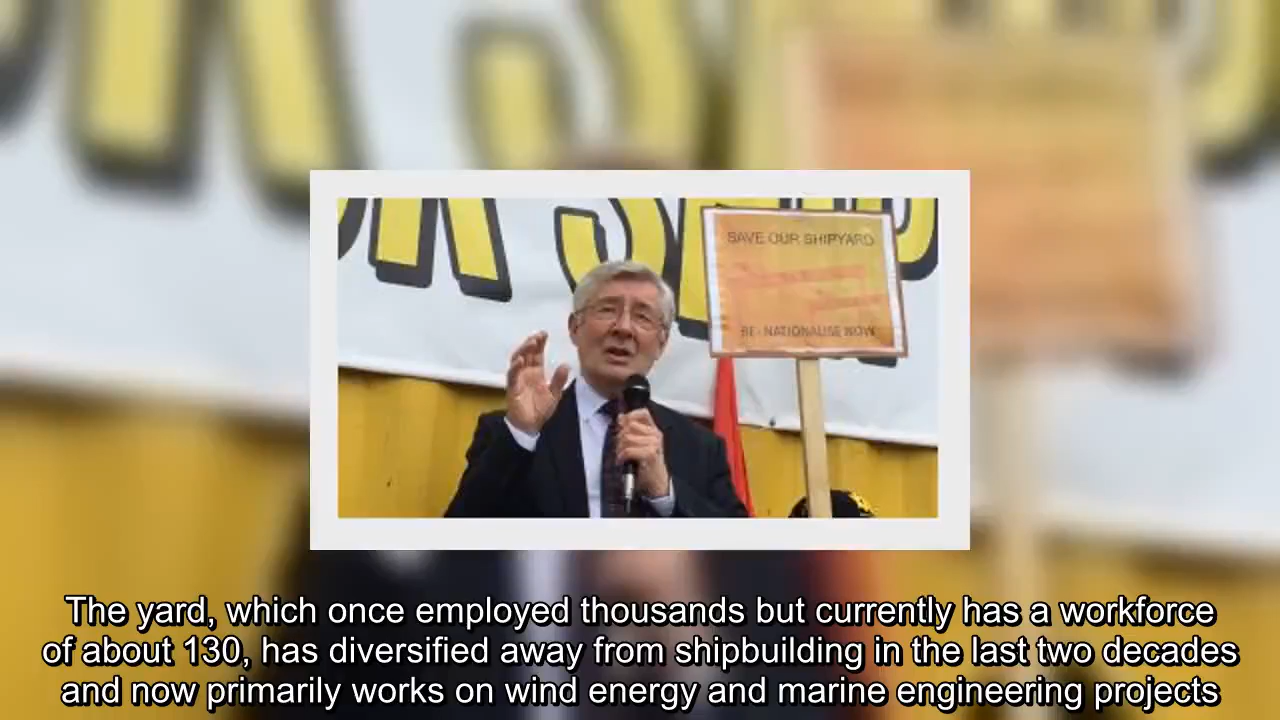 SAVE OUR SHIPYARD
RE-NATIONALISE NOW
The yard, which once employed thousands but currently has a workforce
of about 130, has diversified away from shipbuilding in the last two decades
and now primarily works on wind energy and marine engineering projects